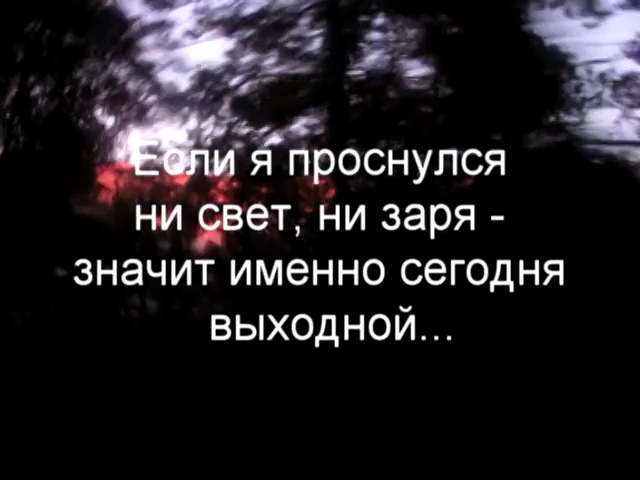 Если я проснулся
ни свет, ни заря -
значит именно сегодня
выходной...